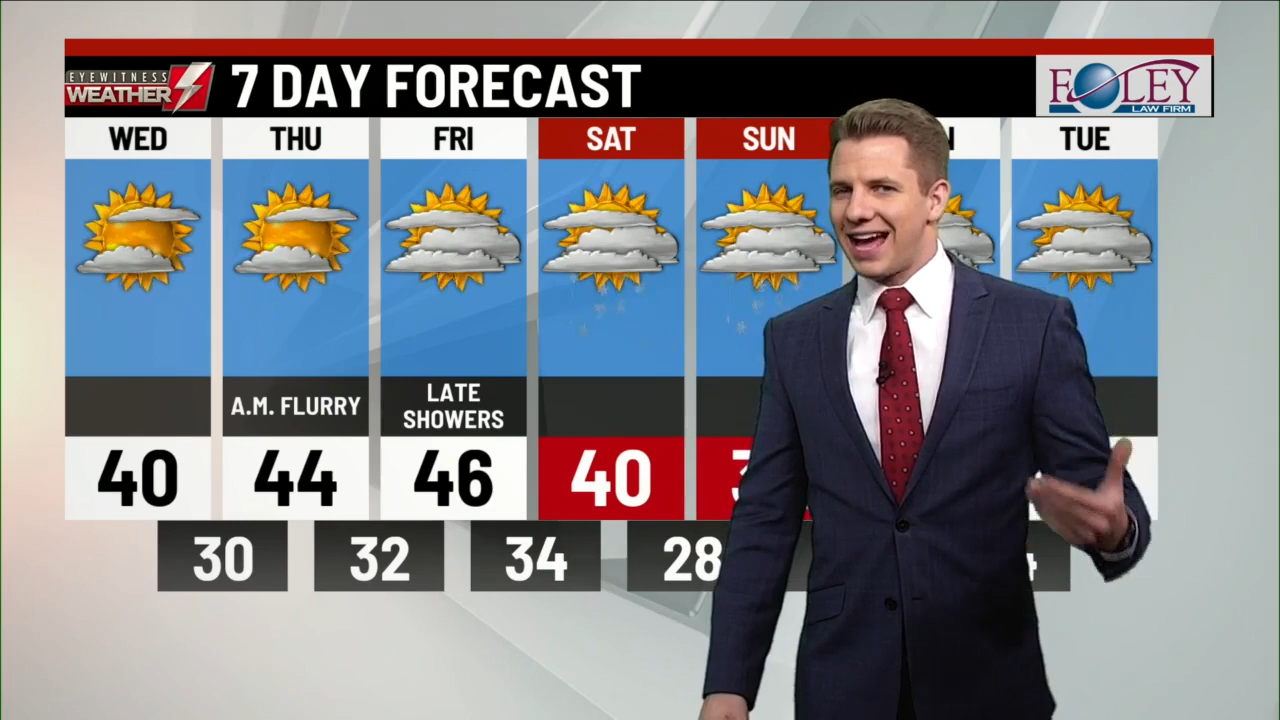 EYEWITNESS
WEATHER
7 DAY FORECAST
FOLEY
LAW FIRM
WED THU FRI SAT SUN TUE
A.M. FLURRY
LATE
SHOWERS
40 44 46 40
30 32 34 28